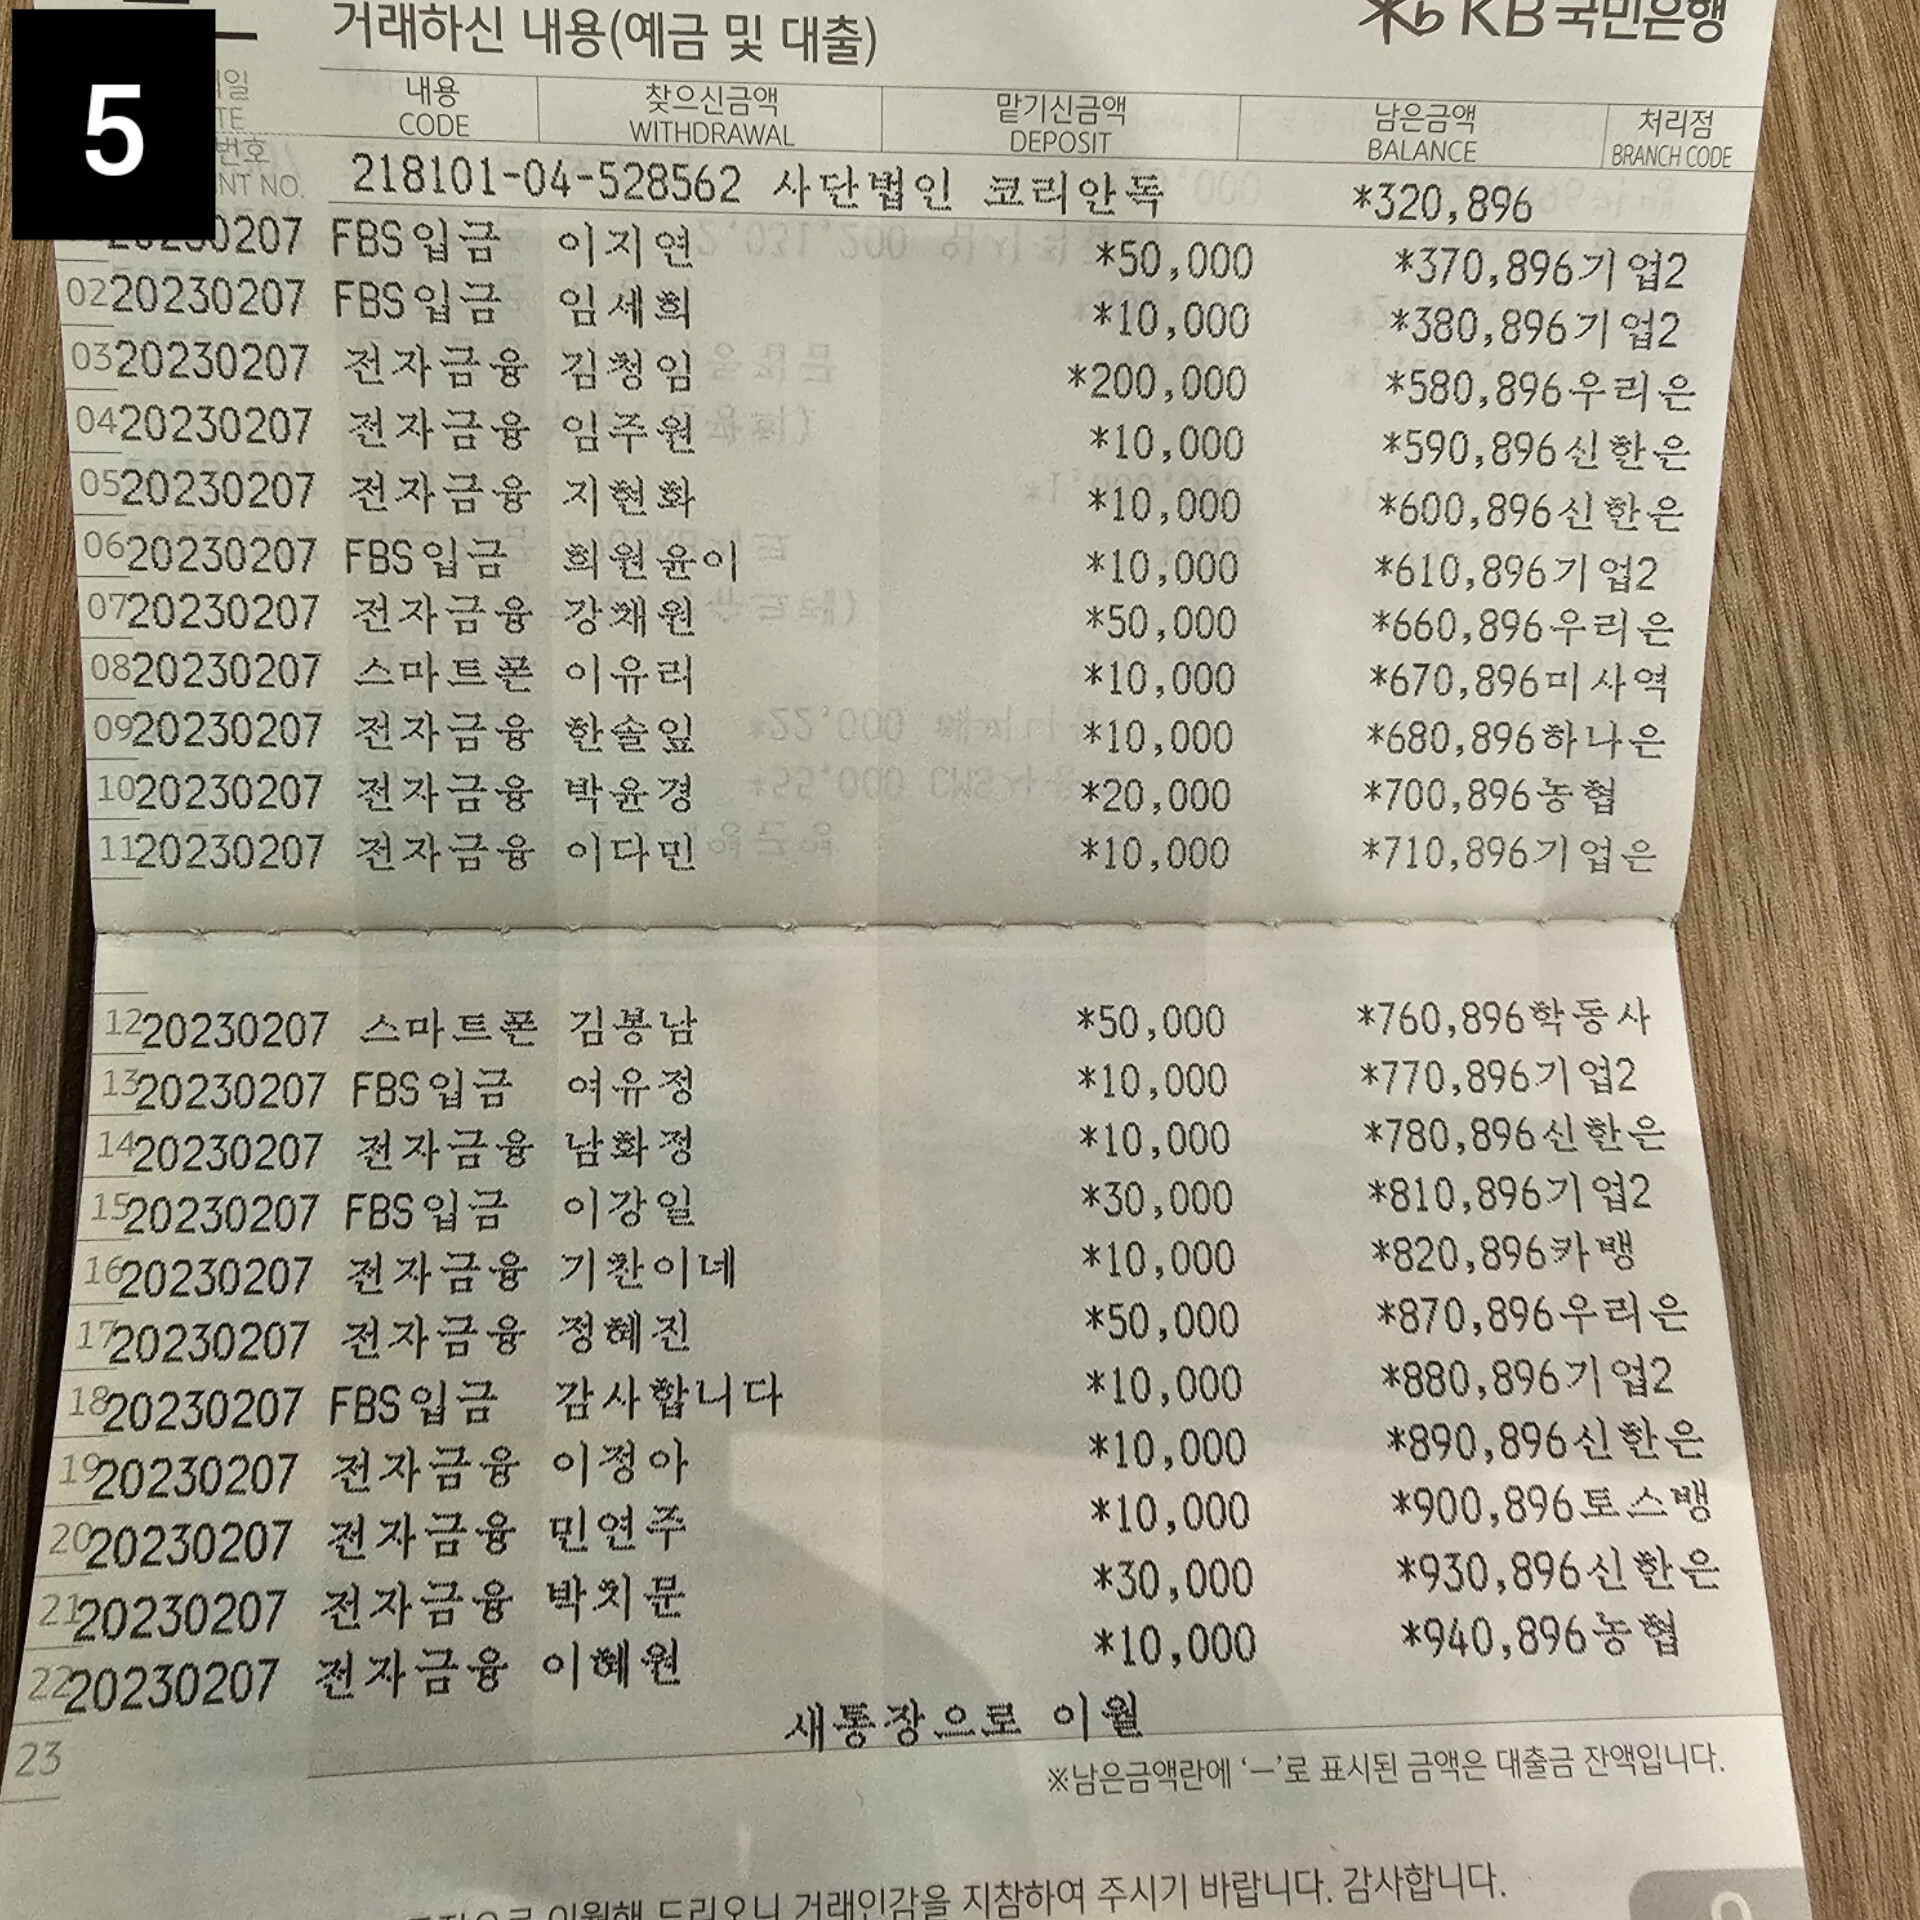 5
거래하신 내용(예금 및 대출) KB국민은행
내용 찾으신금액 맡기신금액 남은금액 처리점
CODE WITHDRAWAL DEPOSIT BALANCE BRANCH CODE
218101-04-528562 사단법인 코리안독 *320,896
20230207 FBS입금 이지연 *50,000 *370,896기업2
02 20230207 FBS입금 임세희 *10,000 *380,896기업2
03 20230207 전자금융 김청임 *200,000 *580,896우리은
04 20230207 전자금융 임주원 *10,000 *590,896신한은
05 20230207 전자금융 지현화 *10,000 *600,896신한은
06 20230207 FBS입금 희원윤이 *10,000 *610,896기업2
07 20230207 전자금융 강채원 *50,000 *660,896우리은
08 20230207 스마트폰 이유리 *10,000 *670,896미사역
09 20230207 전자금융 한솔잎 *10,000 *680,896하나은
10 20230207 전자금융 박윤경 *20,000 *700,896농협
11 20230207 전자금융 이다민 *10,000 *710,896기업은
12 20230207 스마트폰 김봉남 *50,000 *760,896학동사
13 20230207 FBS입금 여유정 *10,000 *770,896기업2
14 20230207 전자금융 남화정 *10,000 *780,896신한은
15 20230207 FBS입금 이강일 *30,000 *810,896기업2
16 20230207 전자금융 기찬이네 *10,000 *820,896카뱅
17 20230207 전자금융 정혜진 *50,000 *870,896우리은
18 20230207 FBS입금 감사합니다 *10,000 *880,896기업2
19 20230207 전자금융 이정아 *10,000 *890,896신한은
20 20230207 전자금융 민연주 *10,000 *900,896토스뱅
21 20230207 전자금융 박치문 *30,000 *930,896신한은
22 20230207 전자금융 이혜원 *10,000 *940,896농협
새통장으로 이월
23
※남은금액란에 ‘—’로 표시된 금액은 대출금 잔액입니다.
이월해 드리오니 거래인감을 지참하여 주시기 바랍니다. 감사합니다.